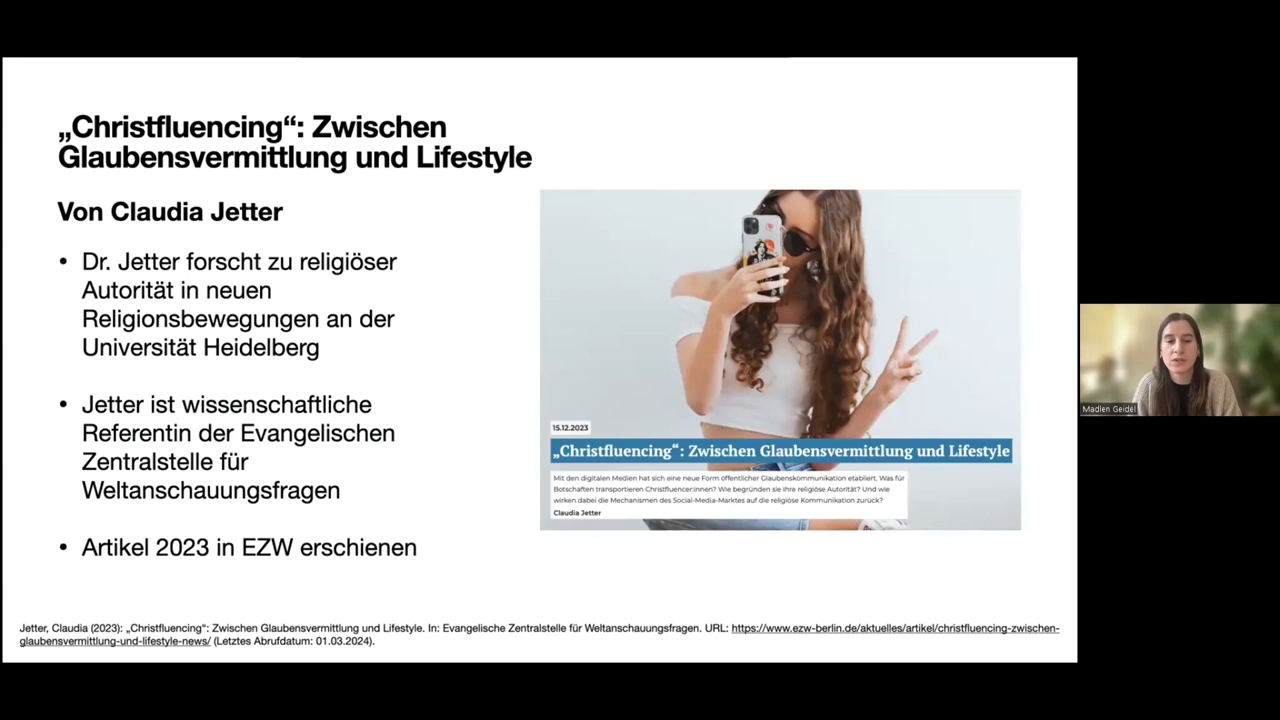 „Christfluencing“: Zwischen
Glaubensvermittlung und Lifestyle
Von Claudia Jetter
• Dr. Jetter forscht zu religiöser
Autorität in neuen
Religionsbewegungen an der
Universität Heidelberg
• Jetter ist wissenschaftliche
Referentin der Evangelischen
Zentralstelle für
Weltanschauungsfragen
• Artikel 2023 in EZW erschienen
15.12.2023
„Christfluencing“: Zwischen Glaubensvermittlung und Lifestyle
Mit den digitalen Medien hat sich eine neue Form öffentlicher Glaubenskommunikation etabliert. Was für
Botschaften transportieren Christfluencer:innen? Wie begründen sie ihre religiöse Autorität? Und wie
wirken dabei die Mechanismen des Social-Media-Marktes auf die religiöse Kommunikation zurück?
Claudia Jetter
Jetter, Claudia (2023): „Christfluencing“: Zwischen Glaubensvermittlung und Lifestyle. In: Evangelische Zentralstelle für Weltanschauungsfragen. URL: https://www.ezw-berlin.de/aktuelles/artikel/christfluencing-zwischen-
glaubensvermittlung-und-lifestyle-news/ (Letztes Abrufdatum: 01.03.2024).
Madlen Geidel